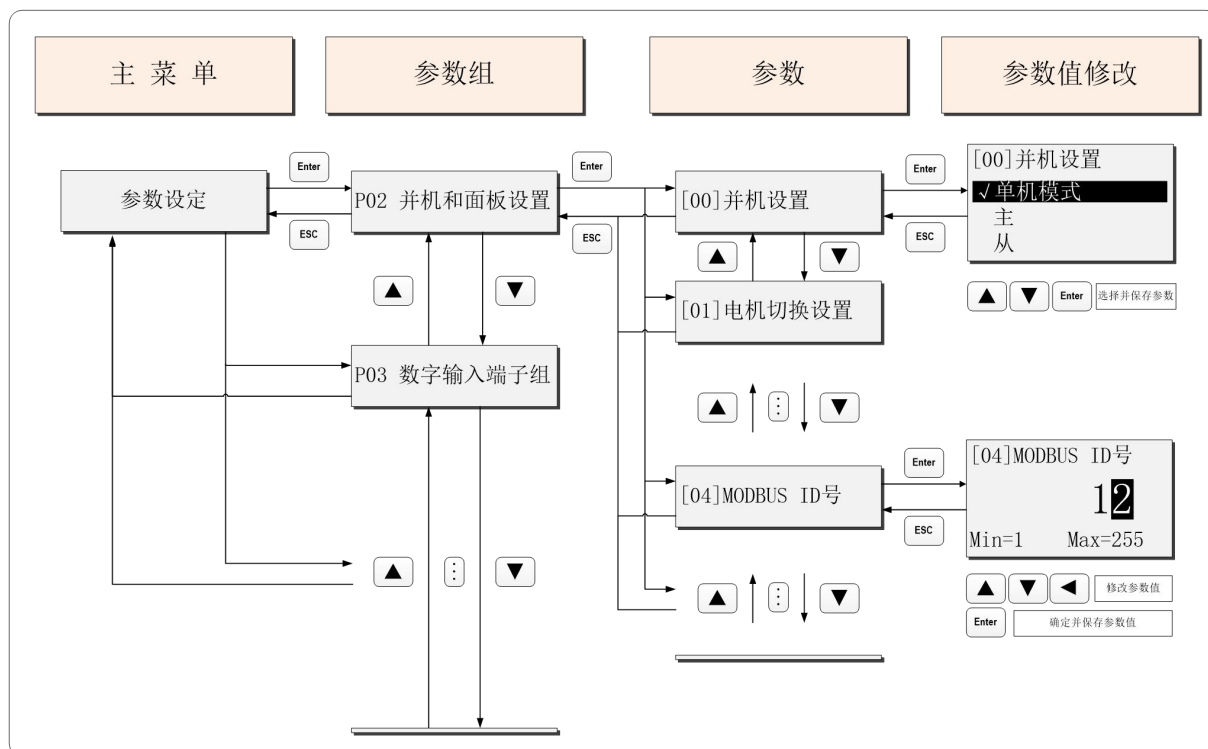 主 菜 单
参数组
参数
参数值修改
参数设定
Enter
ESC
P02 并机和面板设置
Enter
ESC
[00]并机设置
Enter
ESC
[00]并机设置
√单机模式
主
从
▲ ▼ Enter 选择并保存参数
▲ ▼
▲ ▼
[01]电机切换设置
P03 数字输入端子组
▲ ⋮ ▼
[04]MODBUS ID号
Enter
ESC
[04]MODBUS ID号
12
Min=1 Max=255
▲ ▼ ◀ 修改参数值
Enter 确定并保存参数值
▲ ⋮ ▼
▲ ⋮ ▼